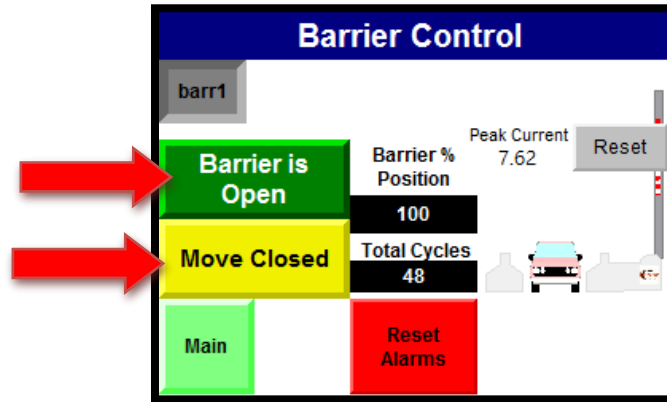 Barrier Control
barr1
Barrier is
Open
Barrier %
Position
100
Peak Current
7.62
Reset
Move Closed
Total Cycles
48
Main
Reset
Alarms